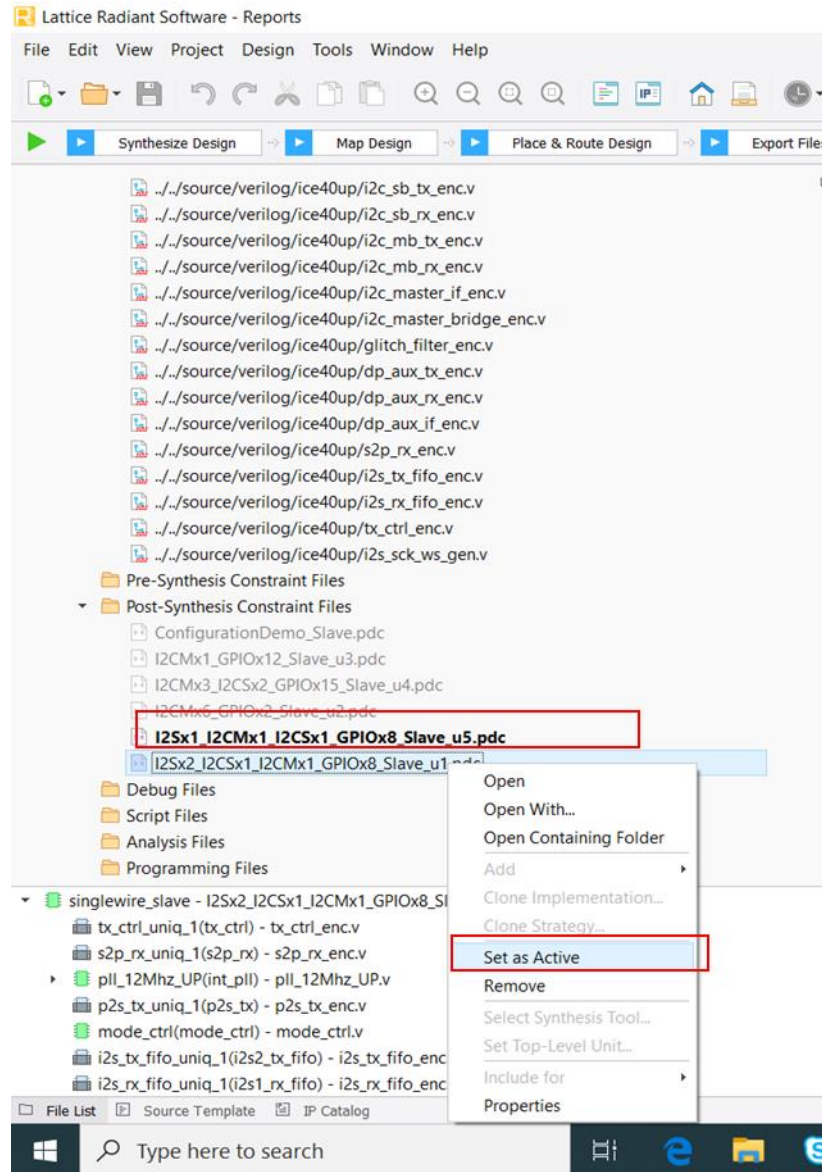 Lattice Radiant Software - Reports
File Edit View Project Design Tools Window Help
IP
Synthesize Design Map Design Place & Route Design Export File
../../source/verilog/ice40up/i2c_sb_tx_enc.v
../../source/verilog/ice40up/i2c_sb_rx_enc.v
../../source/verilog/ice40up/i2c_mb_tx_enc.v
../../source/verilog/ice40up/i2c_mb_rx_enc.v
../../source/verilog/ice40up/i2c_master_if_enc.v
../../source/verilog/ice40up/i2c_master_bridge_enc.v
../../source/verilog/ice40up/glitch_filter_enc.v
../../source/verilog/ice40up/dp_aux_tx_enc.v
../../source/verilog/ice40up/dp_aux_rx_enc.v
../../source/verilog/ice40up/dp_aux_if_enc.v
../../source/verilog/ice40up/s2p_rx_enc.v
../../source/verilog/ice40up/i2s_tx_fifo_enc.v
../../source/verilog/ice40up/i2s_rx_fifo_enc.v
../../source/verilog/ice40up/tx_ctrl_enc.v
../../source/verilog/ice40up/i2s_sck_ws_gen.v
Pre-Synthesis Constraint Files
Post-Synthesis Constraint Files
ConfigurationDemo_Slave.pdc
I2CMx1_GPIOx12_Slave_u3.pdc
I2CMx3_I2CSx2_GPIOx15_Slave_u4.pdc
I2CMx6_GPIOx2_Slave_u2.pdc
I2Sx1_I2CMx1_I2CSx1_GPIOx8_Slave_u5.pdc
I2Sx2_I2CSx1_I2CMx1_GPIOx8_Slave_u1.pdc
Debug Files
Script Files
Analysis Files
Programming Files
Open
Open With...
Open Containing Folder
Add
Clone Implementation...
Clone Strategy...
Set as Active
Remove
Select Synthesis Tool...
Set Top-Level Unit...
Include for
Properties
singlewire_slave - I2Sx2_I2CSx1_I2CMx1_GPIOx8_Sl
tx_ctrl_uniq_1(tx_ctrl) - tx_ctrl_enc.v
s2p_rx_uniq_1(s2p_rx) - s2p_rx_enc.v
pll_12Mhz_UP(int_pll) - pll_12Mhz_UP.v
p2s_tx_uniq_1(p2s_tx) - p2s_tx_enc.v
mode_ctrl(mode_ctrl) - mode_ctrl.v
i2s_tx_fifo_uniq_1(i2s2_tx_fifo) - i2s_tx_fifo_enc
i2s_rx_fifo_uniq_1(i2s1_rx_fifo) - i2s_rx_fifo_enc
File List Source Template IP Catalog
Type here to search